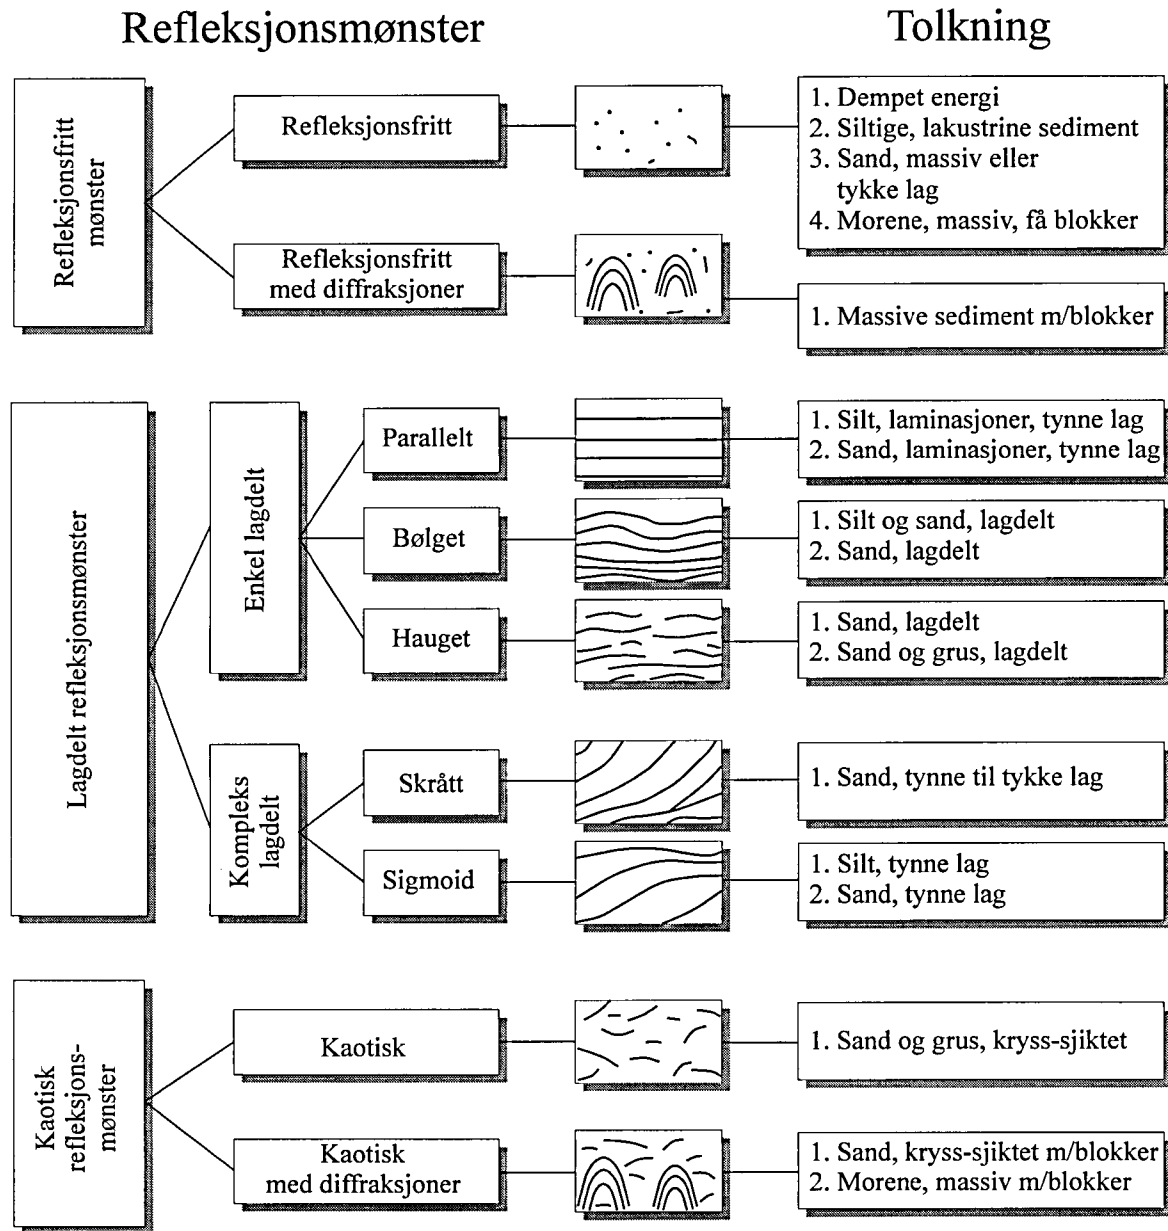 Refleksjonsmønster
Tolkning
Refleksjonsfritt
mønster
Refleksjonsfritt
1. Dempet energi
2. Siltige, lakustrine sediment
3. Sand, massiv eller
tykke lag
4. Morene, massiv, få blokker
Refleksjonsfritt
med diffraksjoner
1. Massive sediment m/blokker
Lagdelt refleksjonsmønster
Enkel lagdelt
Parallelt
1. Silt, laminasjoner, tynne lag
2. Sand, laminasjoner, tynne lag
Bølget
1. Silt og sand, lagdelt
2. Sand, lagdelt
Hauget
1. Sand, lagdelt
2. Sand og grus, lagdelt
Kompleks
lagdelt
Skrått
1. Sand, tynne til tykke lag
Sigmoid
1. Silt, tynne lag
2. Sand, tynne lag
Kaotisk
refleksjons-
mønster
Kaotisk
1. Sand og grus, kryss-sjiktet
Kaotisk
med diffraksjoner
1. Sand, kryss-sjiktet m/blokker
2. Morene, massiv m/blokker